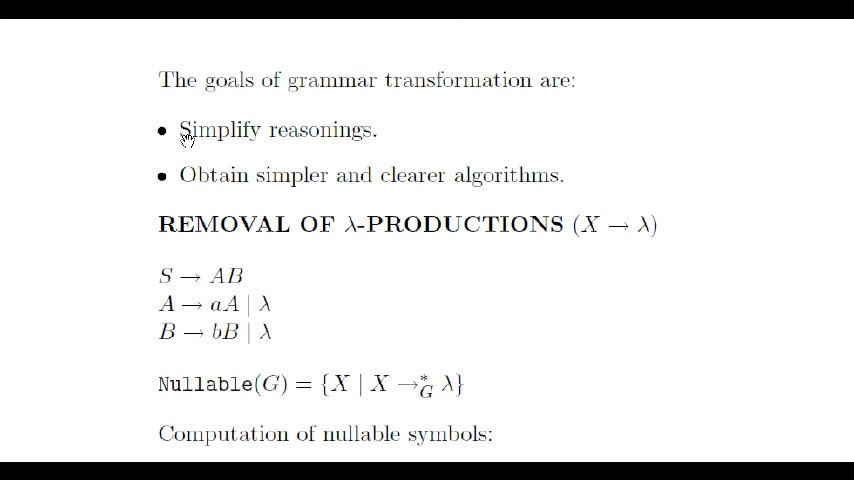 The goals of grammar transformation are:
• Simplify reasonings.
• Obtain simpler and clearer algorithms.
REMOVAL OF λ-PRODUCTIONS (X → λ)
S → AB
A → aA | λ
B → bB | λ
Nullable(G) = {X | X →*_G λ}
Computation of nullable symbols: